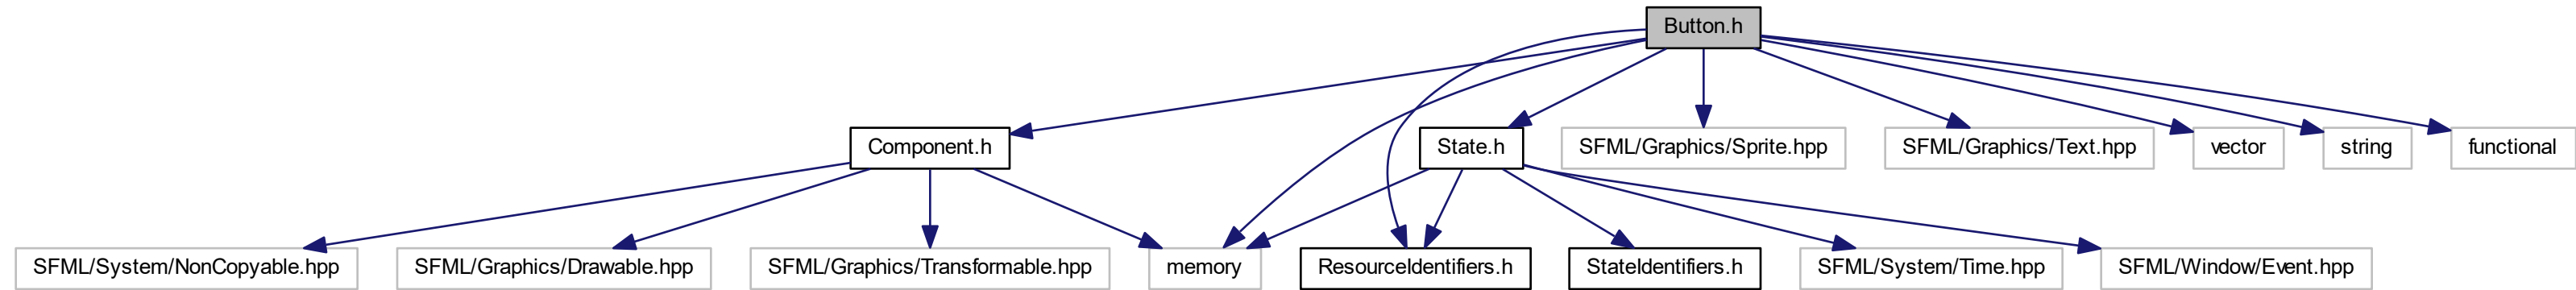 Button.h
Component.h
State.h
SFML/Graphics/Sprite.hpp
SFML/Graphics/Text.hpp
vector
string
functional
SFML/System/NonCopyable.hpp
SFML/Graphics/Drawable.hpp
SFML/Graphics/Transformable.hpp
memory
ResourceIdentifiers.h
StateIdentifiers.h
SFML/System/Time.hpp
SFML/Window/Event.hpp